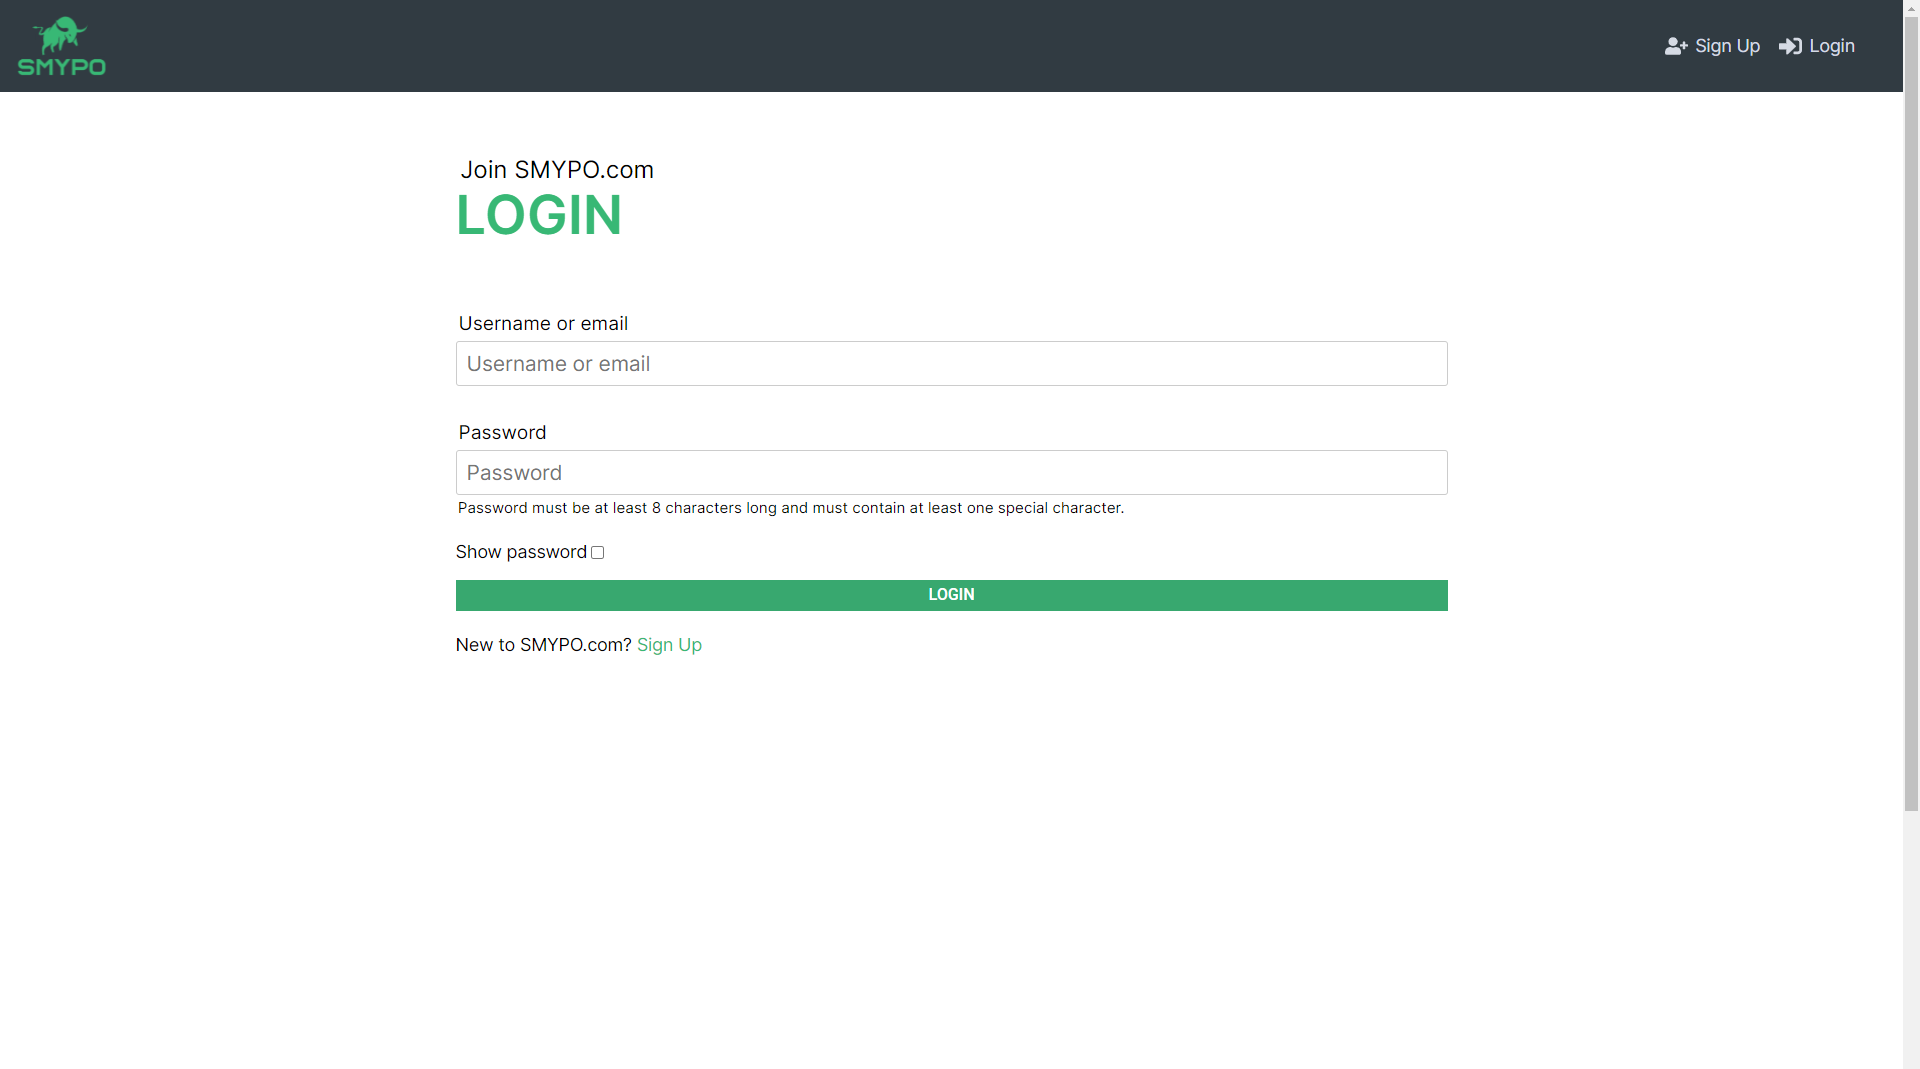 SMYPO
Sign Up
Login
Join SMYPO.com
LOGIN
Username or email
Username or email
Password
Password
Password must be at least 8 characters long and must contain at least one special character.
Show password
LOGIN
New to SMYPO.com? Sign Up